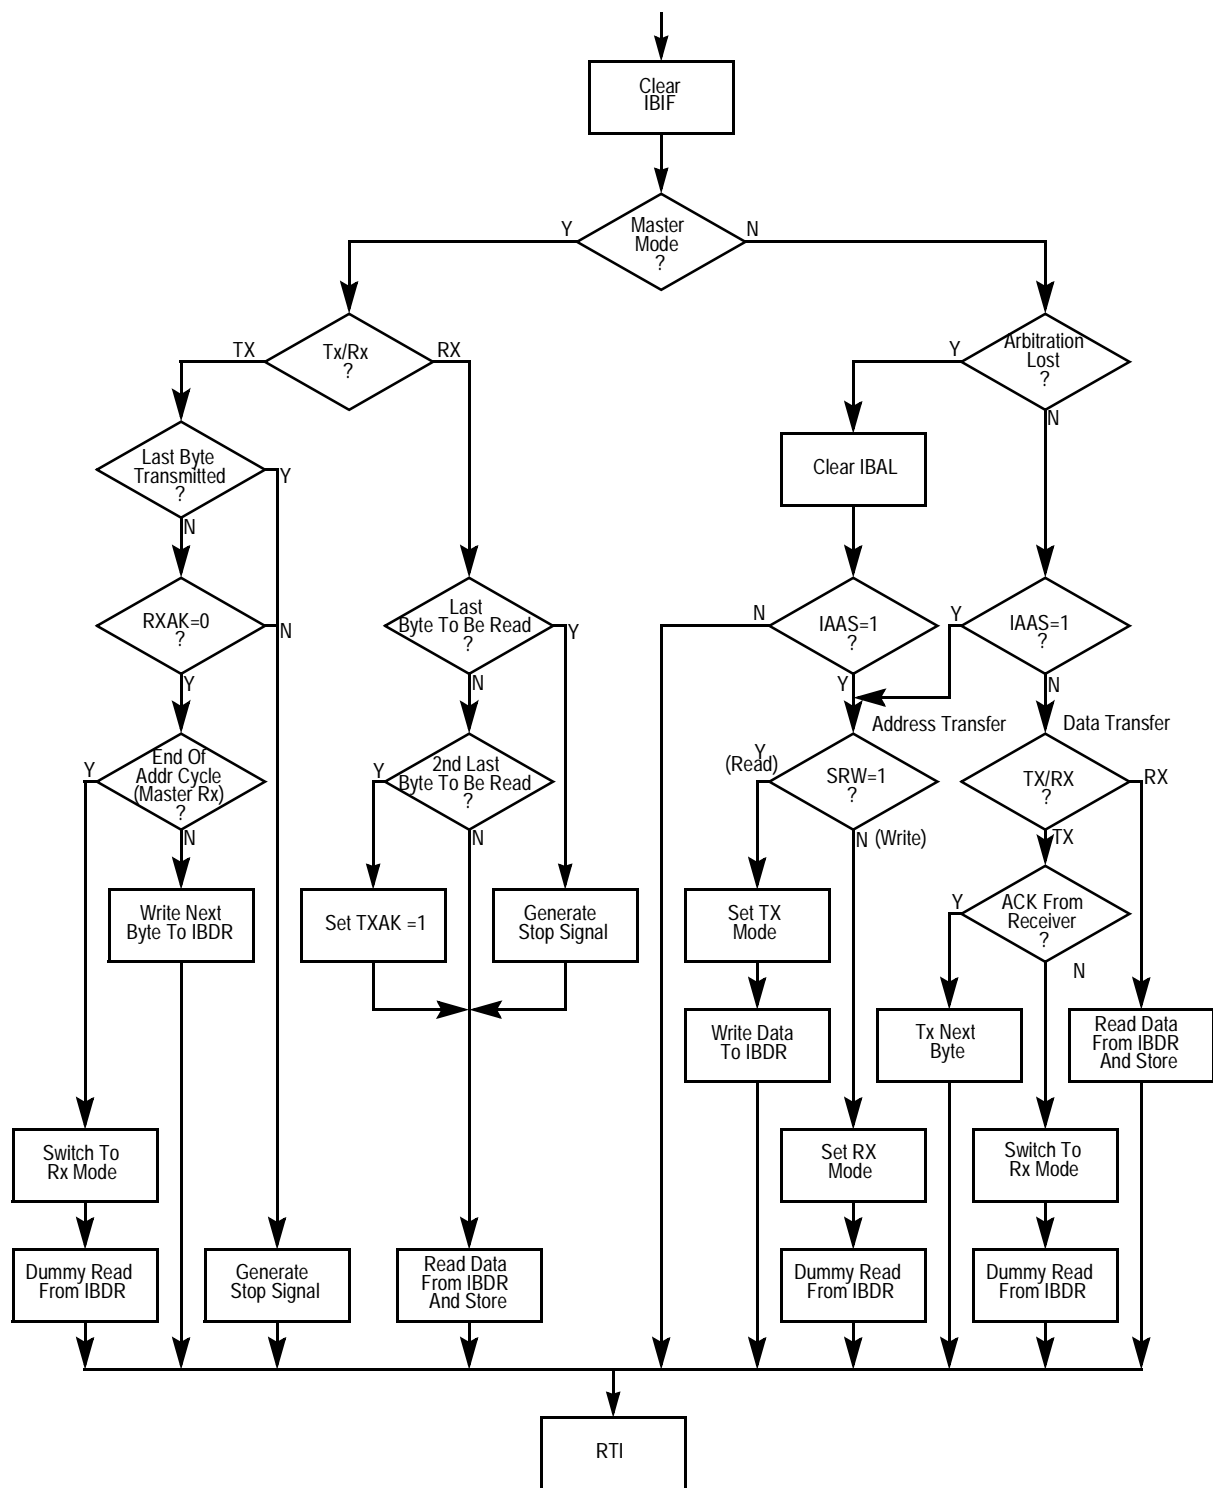 Clear
IBIF
Y
Master
Mode
?
N
TX
Tx/Rx
?
RX
Y
Arbitration
Lost
?
N
Last Byte
Transmitted
?
Y
N
Clear IBAL
RXAK=0
?
N
Y
Last
Byte To Be Read
?
Y
N
N
IAAS=1
?
Y
Y
IAAS=1
?
N
Address Transfer
Data Transfer
Y
End Of
Addr Cycle
(Master Rx)
?
N
Y
2nd Last
Byte To Be Read
?
N
Y
(Read)
SRW=1
?
N (Write)
TX/RX
?
RX
TX
Write Next
Byte To IBDR
Set TXAK =1
Generate
Stop Signal
Set TX
Mode
Y
ACK From
Receiver
?
N
Write Data
To IBDR
Tx Next
Byte
Read Data
From IBDR
And Store
Switch To
Rx Mode
Set RX
Mode
Switch To
Rx Mode
Dummy Read
From IBDR
Generate
Stop Signal
Read Data
From IBDR
And Store
Dummy Read
From IBDR
Dummy Read
From IBDR
RTI